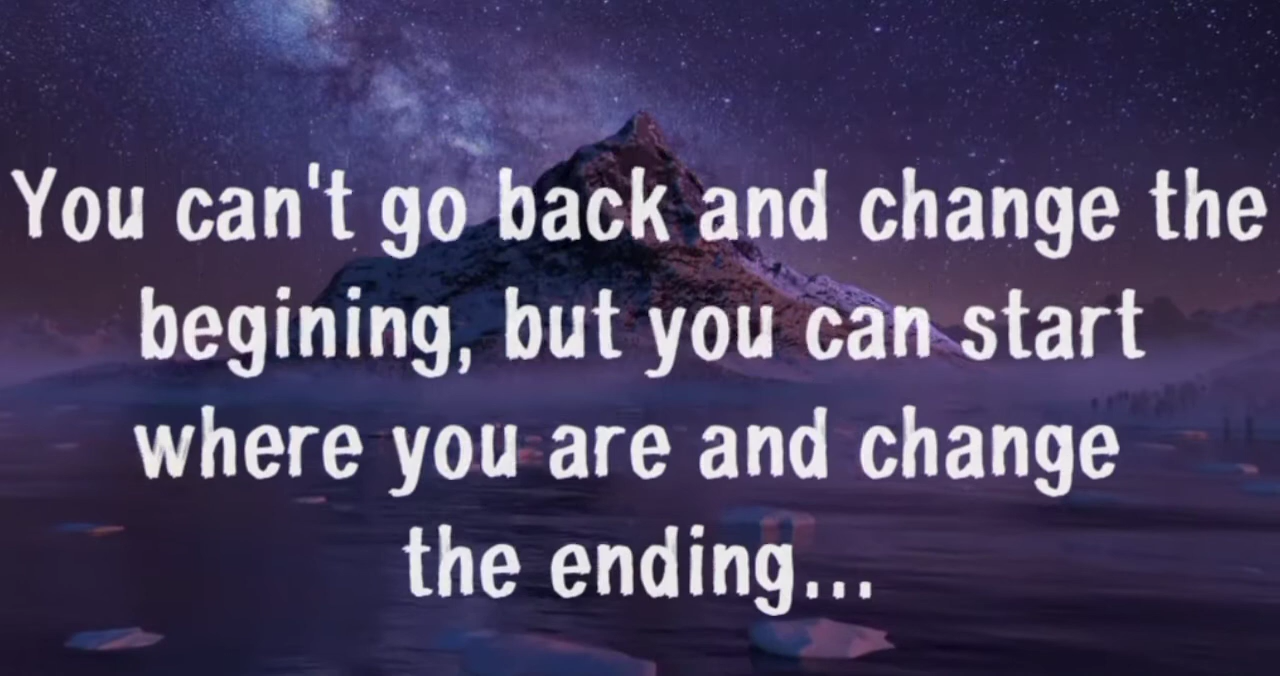 You can't go back and change the
begining, but you can start
where you are and change
the ending...